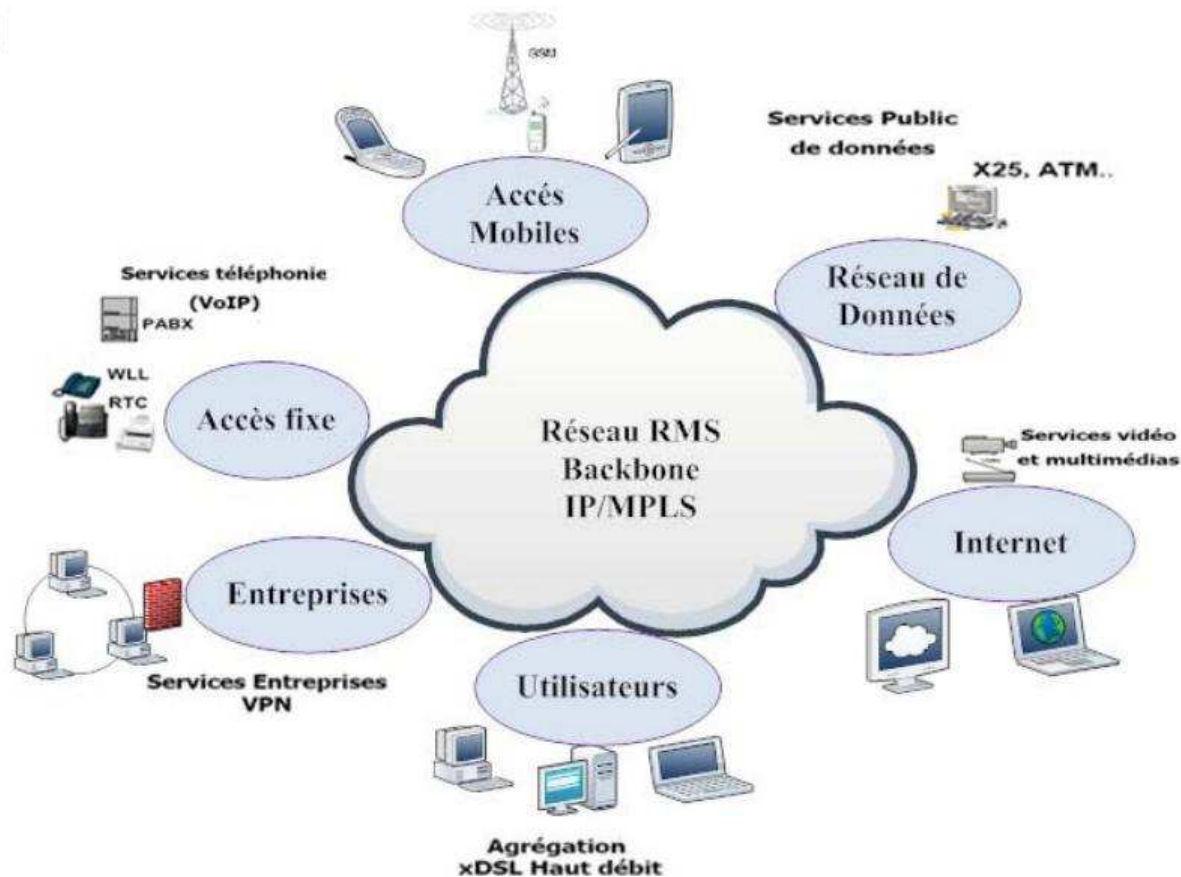 GSM
Services Public
de données
X25, ATM..
Accés
Mobiles
Réseau de
Données
Services téléphonie
(VoIP)
PABX
WLL
RTC
Accès fixe
Réseau RMS
Backbone
IP/MPLS
Services vidéo
et multimédias
Internet
Entreprises
Services Entreprises
VPN
Utilisateurs
Agrégation
xDSL Haut débit